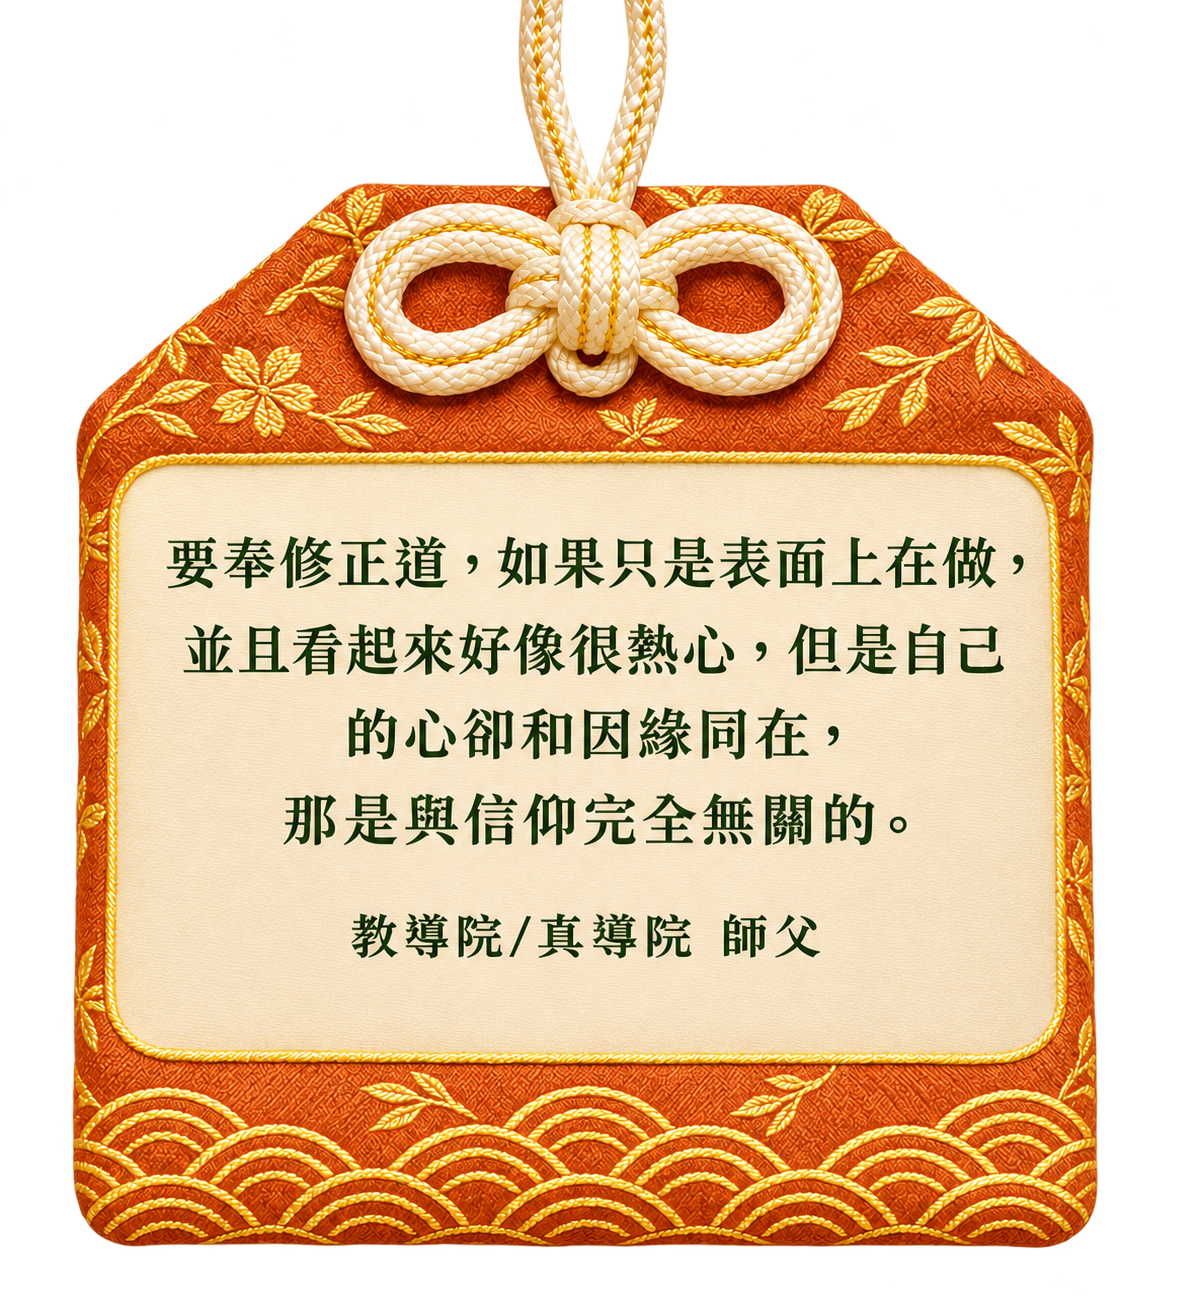 要奉修正道，如果只是表面上在做，
並且看起來好像很熱心，但是自己
的心卻和因緣同在，
那是與信仰完全無關的。
教導院/真導院 師父